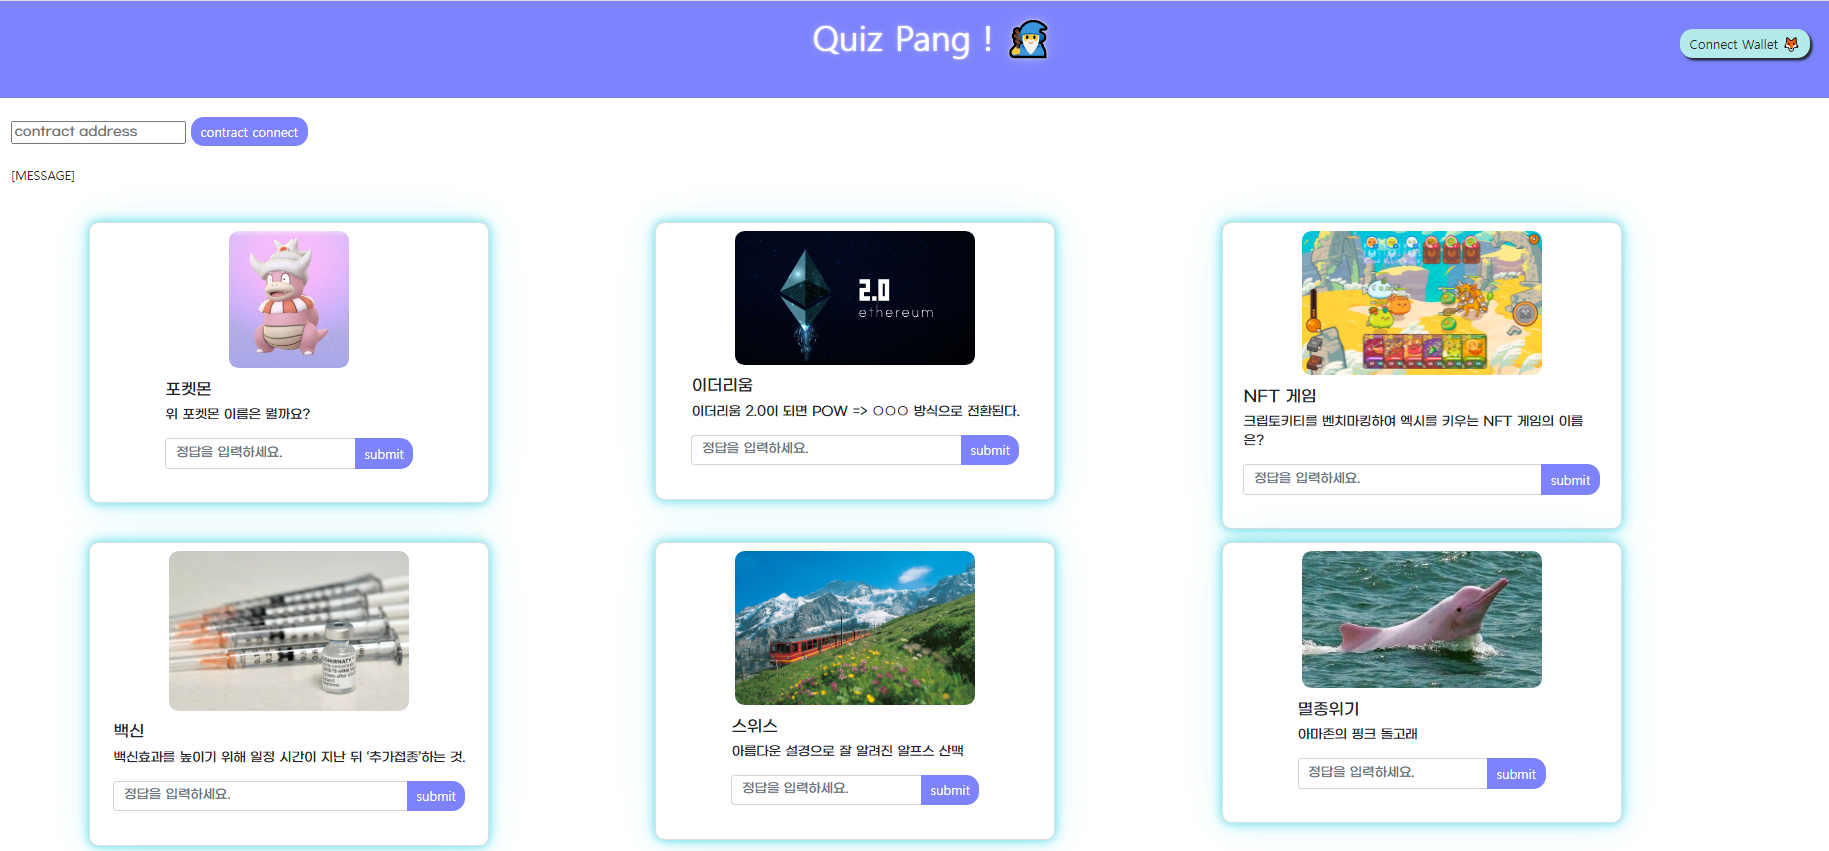 Quiz Pang !
Connect Wallet
contract address
contract connect
[MESSAGE]
포켓몬
위 포켓몬 이름은 뭘까요?
정답을 입력하세요.
submit
2.0
ethereum
이더리움
이더리움 2.0이 되면 POW => ○○○ 방식으로 전환된다.
정답을 입력하세요.
submit
NFT 게임
크립토키티를 벤치마킹하여 엑시를 키우는 NFT 게임의 이름
은?
정답을 입력하세요.
submit
백신
백신효과를 높이기 위해 일정 시간이 지난 뒤 ‘추가접종’하는 것.
정답을 입력하세요.
submit
스위스
아름다운 설경으로 잘 알려진 알프스 산맥
정답을 입력하세요.
submit
멸종위기
아마존의 핑크 돌고래
정답을 입력하세요.
submit